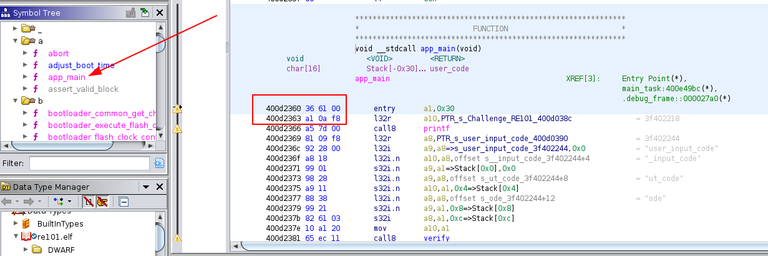 Symbol Tree
a
abort
adjust_boot_time
app_main
assert_valid_block
b
bootloader_common_get_ch
bootloader_execute_flash_c
bootloader_flash_clock_con
Filter:
Data Type Manager
Data Types
BuiltInTypes
re101.elf
DWARF
**************************************************************
* FUNCTION *
**************************************************************
void __stdcall app_main(void)
void <VOID> <RETURN>
char[16] Stack[-0x30]... user_code
app_main XREF[3]: Entry Point(*),
main_task:400e49bc(*),
.debug_frame::000027a0(*)
400d2360 36 61 00 entry a1,0x30
400d2363 a1 0a f8 l32r a10,PTR_s_Challenge_RE101_400d038c = 3f402218
400d2366 a5 7d 00 call8 printf
400d2369 81 09 f8 l32r a8,PTR_s_user_input_code_400d0390 = 3f402244
400d236c 92 28 00 l32i a9,a8=>s_user_input_code_3f402244,0x0 = "user_input_code"
400d236f a8 18 l32i.n a10,a8,offset s__input_code_3f402244+4 = "_input_code"
400d2371 99 01 s32i.n a9,a1=>Stack[0x0],0x0
400d2373 98 28 l32i.n a9,a8,offset s_ut_code_3f402244+8 = "ut_code"
400d2375 a9 11 s32i.n a10,a1,0x4=>Stack[0x4]
400d2377 88 38 l32i.n a8,a8,offset s_ode_3f402244+12 = "ode"
400d2379 99 21 s32i.n a9,a1,0x8=>Stack[0x8]
400d237b 82 61 03 s32i a8,a1,0xc=>Stack[0xc]
400d237e 10 a1 20 mov a10,a1
400d2381 65 ec 11 call8 verify